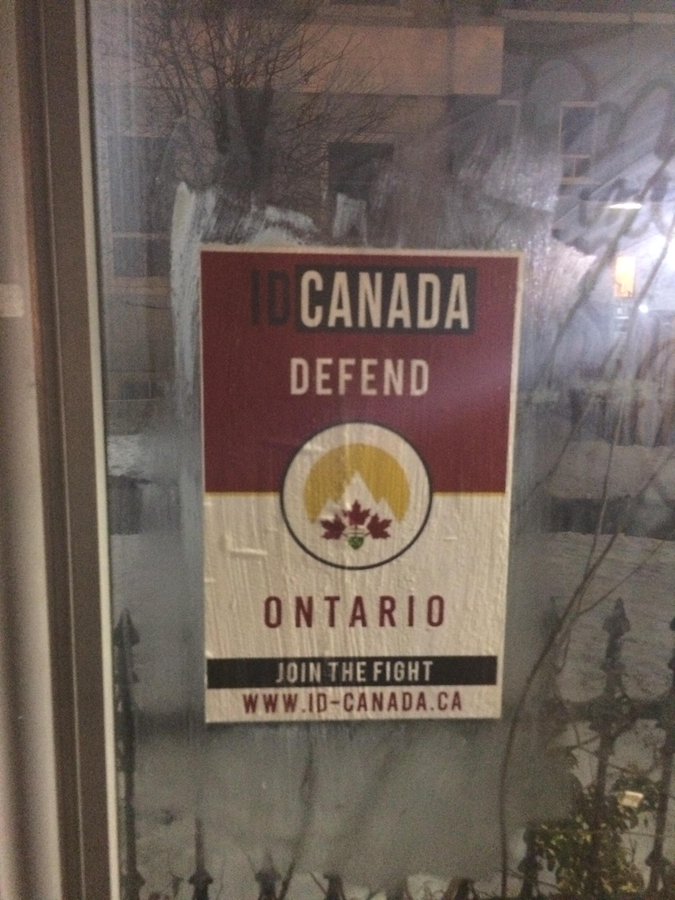 IDCANADA
DEFEND
ONTARIO
JOIN THE FIGHT
WWW.ID-CANADA.CA